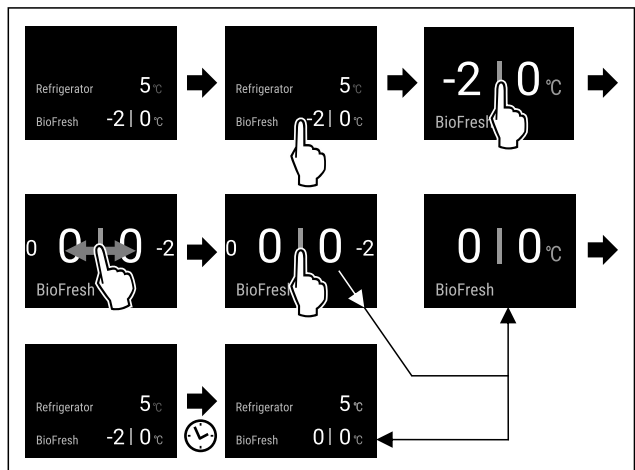 Refrigerator 5 °C
BioFresh -2 | 0 °C
Refrigerator 5 °C
BioFresh -2 | 0 °C
-2 | 0 °C
BioFresh
0 0 | 0 -2
BioFresh
0 0 | 0 -2
BioFresh
0 | 0 °C
BioFresh
Refrigerator 5 °C
BioFresh -2 | 0 °C
Refrigerator 5 °C
BioFresh 0 | 0 °C